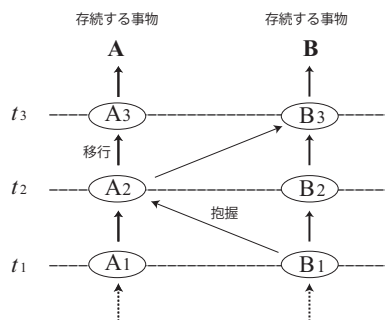 存続する事物 存続する事物
A B
t3 A3 B3
移行
t2 A2 B2
抱握
t1 A1 B1